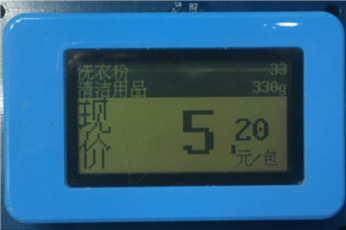 洗衣粉 33
清洁用品 330g
现价 5.20
元/包